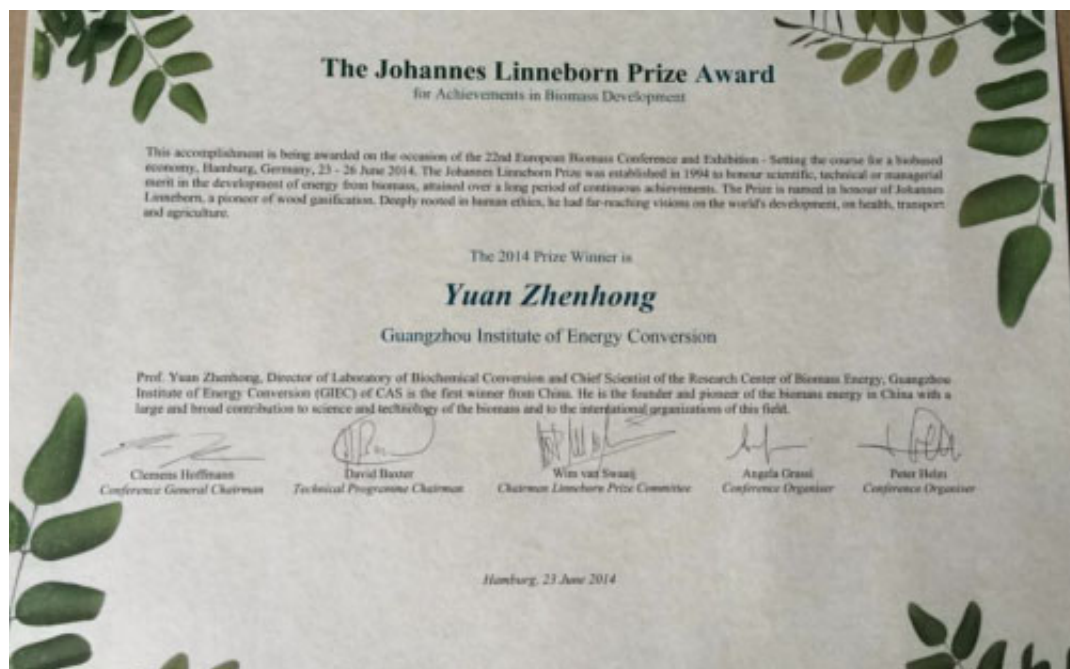 The Johannes Linneborn Prize Award
for Achievements in Biomass Development
This accomplishment is being awarded on the occasion of the 22nd European Biomass Conference and Exhibition - Setting the course for a biobased
economy, Hamburg, Germany, 23 - 26 June 2014. The Johannes Linneborn Prize was established in 1994 to honour scientific, technical or managerial
merit in the development of energy from biomass, attained over a long period of continuous achievements. The Prize is named in honour of Johannes
Linneborn, a pioneer of wood gasification. Deeply rooted in human ethics, he had far-reaching visions on the world's development, on health, transport
and agriculture.
The 2014 Prize Winner is
Yuan Zhenhong
Guangzhou Institute of Energy Conversion
Prof. Yuan Zhenhong, Director of Laboratory of Biochemical Conversion and Chief Scientist of the Research Center of Biomass Energy, Guangzhou
Institute of Energy Conversion (GIEC) of CAS is the first winner from China. He is the founder and pioneer of the biomass energy in China with a
large and broad contribution to science and technology of the biomass and to the international organizations of this field.
Clemens Hoffmann David Baxter Wim van Swaaij Angela Grassi Peter Helm
Conference General Chairman Technical Programme Chairman Chairman Linneborn Prize Committee Conference Organiser Conference Organiser
Hamburg, 23 June 2014